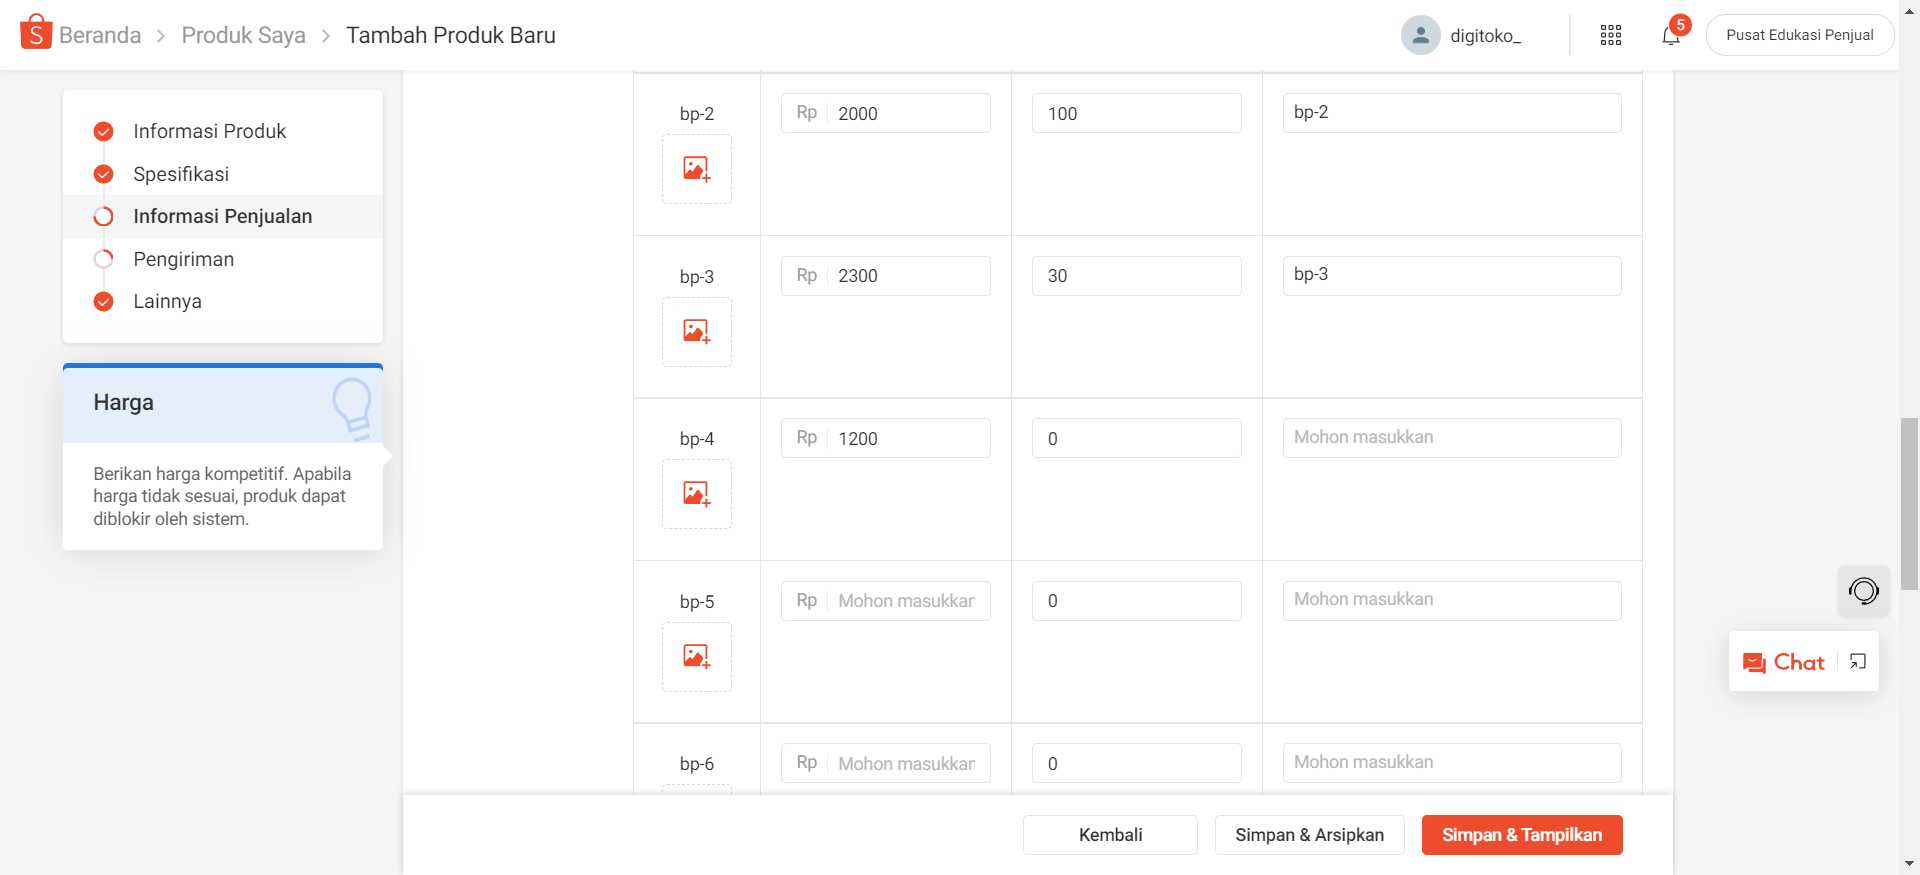 Beranda > Produk Saya > Tambah Produk Baru
digitoko_
5
Pusat Edukasi Penjual
Informasi Produk
Spesifikasi
Informasi Penjualan
Pengiriman
Lainnya
Harga
Berikan harga kompetitif. Apabila
harga tidak sesuai, produk dapat
diblokir oleh sistem.
bp-2 Rp 2000 100 bp-2
bp-3 Rp 2300 30 bp-3
bp-4 Rp 1200 0 Mohon masukkan
bp-5 Rp Mohon masukkan 0 Mohon masukkan
bp-6 Rp Mohon masukkan 0 Mohon masukkan
Chat
Kembali
Simpan & Arsipkan
Simpan & Tampilkan